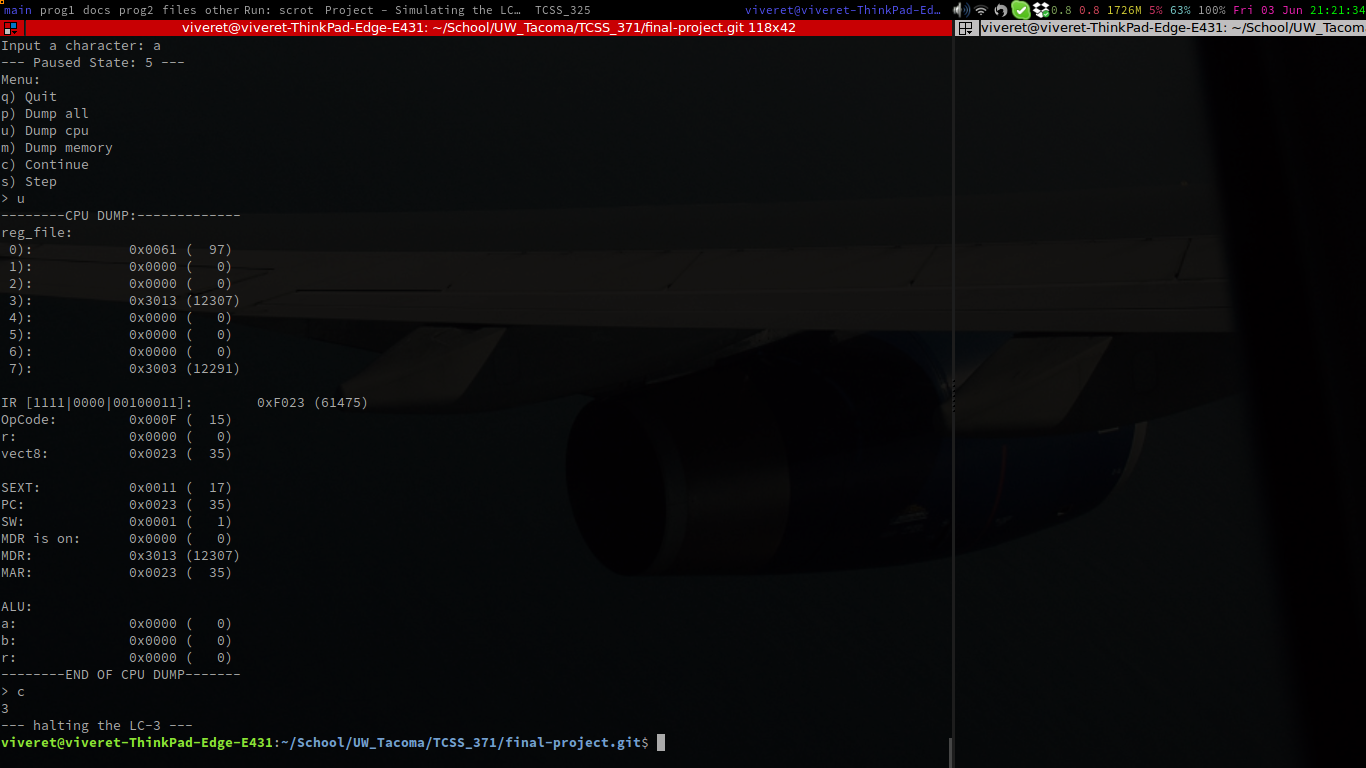 main prog1 docs prog2 files other Run: scrot Project - Simulating the LC… TCSS_325 viveret@viveret-ThinkPad-Ed… 0.8 0.8 1726M 5% 63% 100% Fri 03 Jun 21:21:34
viveret@viveret-ThinkPad-Edge-E431: ~/School/UW_Tacoma/TCSS_371/final-project.git 118x42
viveret@viveret-ThinkPad-Edge-E431: ~/School/UW_Tacom
Input a character: a
--- Paused State: 5 ---
Menu:
q) Quit
p) Dump all
u) Dump cpu
m) Dump memory
c) Continue
s) Step
> u
--------CPU DUMP:-------------
reg_file:
0): 0x0061 ( 97)
1): 0x0000 ( 0)
2): 0x0000 ( 0)
3): 0x3013 (12307)
4): 0x0000 ( 0)
5): 0x0000 ( 0)
6): 0x0000 ( 0)
7): 0x3003 (12291)
IR [1111|0000|00100011]: 0xF023 (61475)
OpCode: 0x000F ( 15)
r: 0x0000 ( 0)
vect8: 0x0023 ( 35)
SEXT: 0x0011 ( 17)
PC: 0x0023 ( 35)
SW: 0x0001 ( 1)
MDR is on: 0x0000 ( 0)
MDR: 0x3013 (12307)
MAR: 0x0023 ( 35)
ALU:
a: 0x0000 ( 0)
b: 0x0000 ( 0)
r: 0x0000 ( 0)
--------END OF CPU DUMP-------
> c
3
--- halting the LC-3 ---
viveret@viveret-ThinkPad-Edge-E431:~/School/UW_Tacoma/TCSS_371/final-project.git$